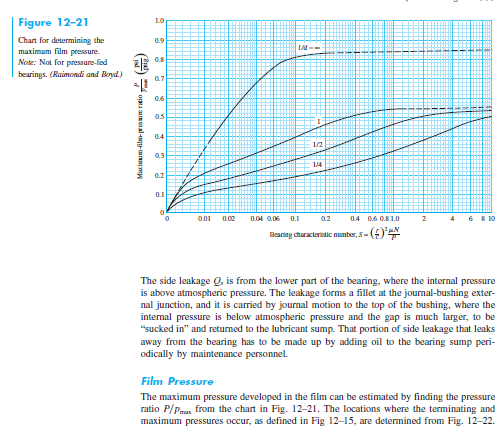 Figure 12–21
Chart for determining the
maximum film pressure.
Note: Not for pressure-fed
bearings. (Raimondi and Boyd.)
Maximum-film-pressure ratio P/pmax (psi/psig)
1.0
0.9
0.8
0.7
0.6
0.5
0.4
0.3
0.2
0.1
0
l/d = ∞
1
1/2
1/4
0 0.01 0.02 0.04 0.06 0.1 0.2 0.4 0.6 0.8 1.0 2 4 6 8 10
Bearing characteristic number, S = (r/c)² μN/P
The side leakage Qs is from the lower part of the bearing, where the internal pressure
is above atmospheric pressure. The leakage forms a fillet at the journal-bushing exter-
nal junction, and it is carried by journal motion to the top of the bushing, where the
internal pressure is below atmospheric pressure and the gap is much larger, to be
“sucked in” and returned to the lubricant sump. That portion of side leakage that leaks
away from the bearing has to be made up by adding oil to the bearing sump peri-
odically by maintenance personnel.
Film Pressure
The maximum pressure developed in the film can be estimated by finding the pressure
ratio P/pmax from the chart in Fig. 12–21. The locations where the terminating and
maximum pressures occur, as defined in Fig 12–15, are determined from Fig. 12–22.